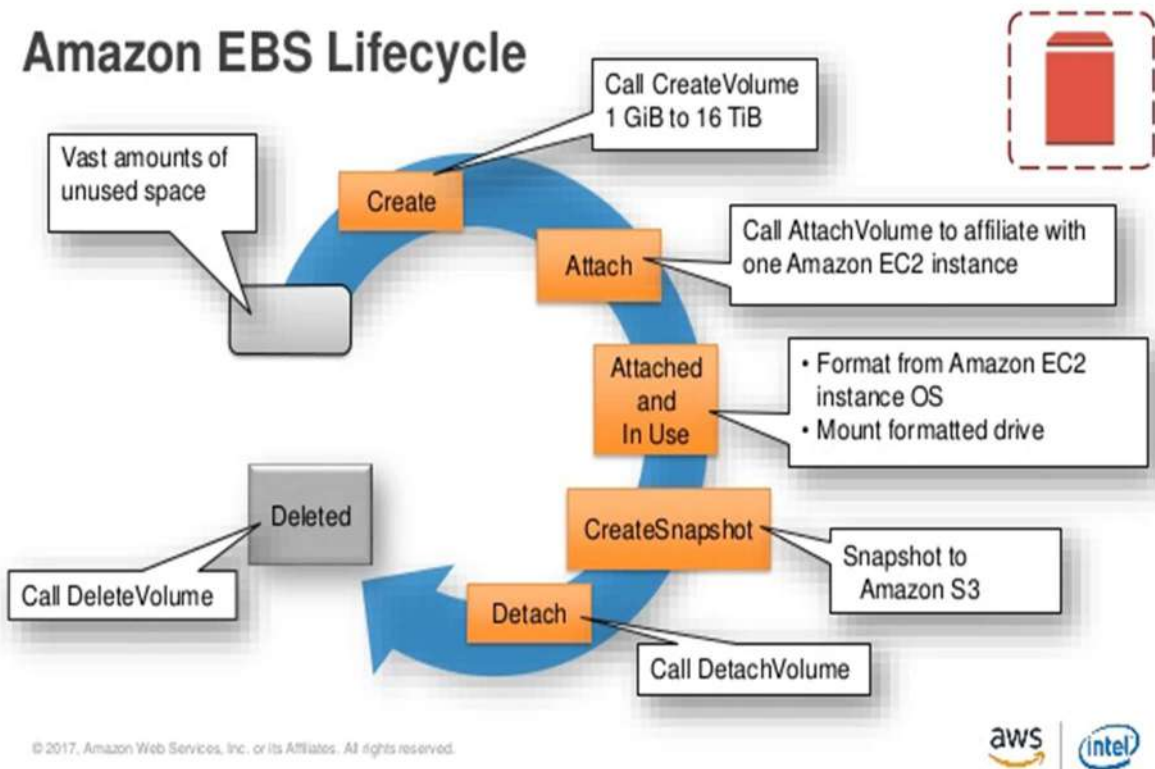 Amazon EBS Lifecycle
Call CreateVolume
1 GiB to 16 TiB
Vast amounts of
unused space
Create
Call AttachVolume to affiliate with
one Amazon EC2 instance
Attach
Attached
and
In Use
• Format from Amazon EC2
instance OS
• Mount formatted drive
CreateSnapshot
Snapshot to
Amazon S3
Detach
Call DetachVolume
Deleted
Call DeleteVolume
© 2017, Amazon Web Services, Inc. or its Affiliates. All rights reserved.
aws
intel